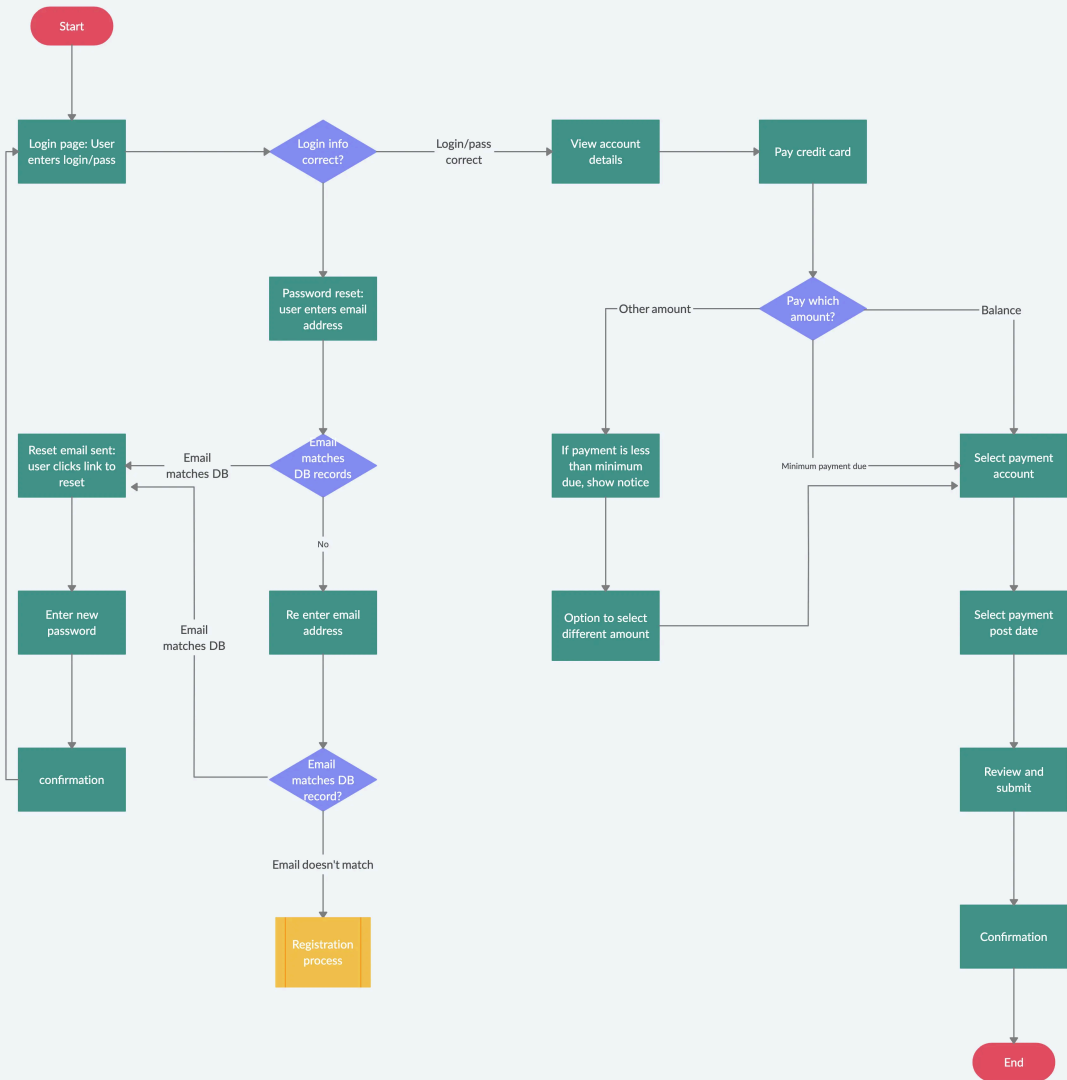 Start
Login page: User
enters login/pass
Login info
correct?
Login/pass
correct
View account
details
Pay credit card
Password reset:
user enters email
address
Other amount
Pay which
amount?
Balance
Reset email sent:
user clicks link to
reset
Email
matches DB
Email
matches
DB records
If payment is less
than minimum
due, show notice
Minimum payment due
Select payment
account
No
Enter new
password
Email
matches DB
Re enter email
address
Option to select
different amount
Select payment
post date
confirmation
Email
matches DB
record?
Review and
submit
Email doesn't match
Registration
process
Confirmation
End